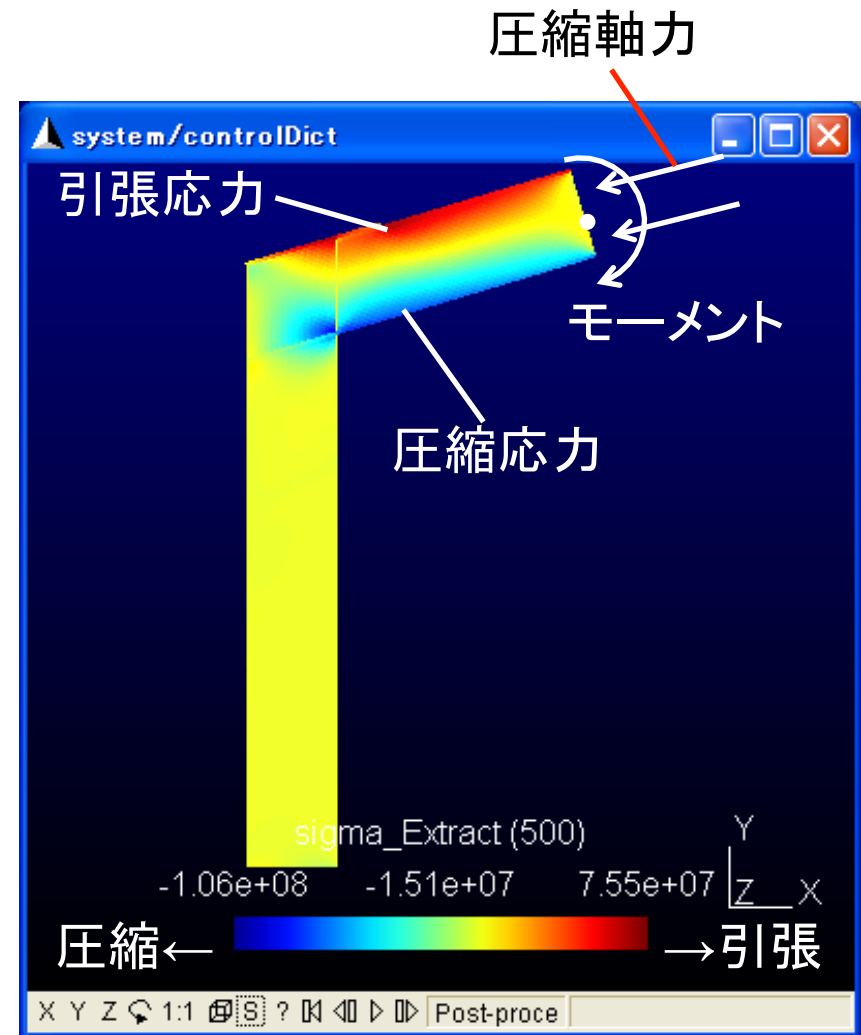 圧縮軸力
system/controlDict
引張応力
モーメント
圧縮応力
sigma_Extract (500)
-1.06e+08 -1.51e+07 7.55e+07
Y
Z X
圧縮← →引張
X Y Z 1:1 S ? Post-proce